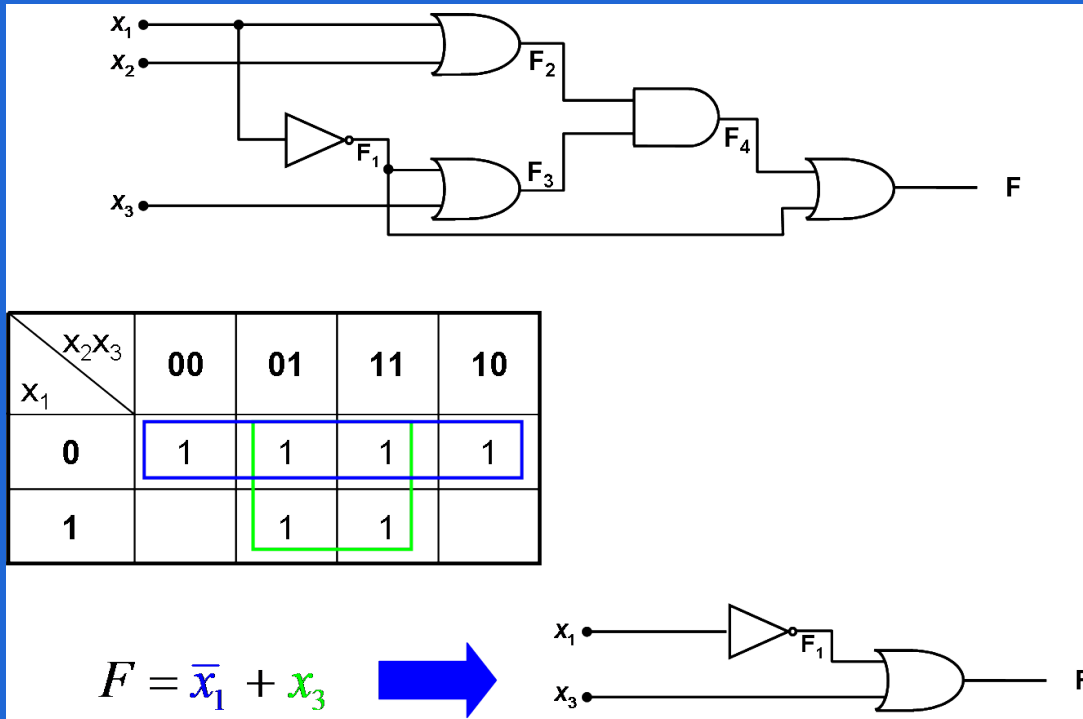 x₁
x₂
F₂
F₁
F₄
F₃
F
x₃
x₂x₃ 00 01 11 10
x₁
0 1 1 1 1
1 1 1
x₁
F₁
F = x̅₁ + x₃
x₃
F